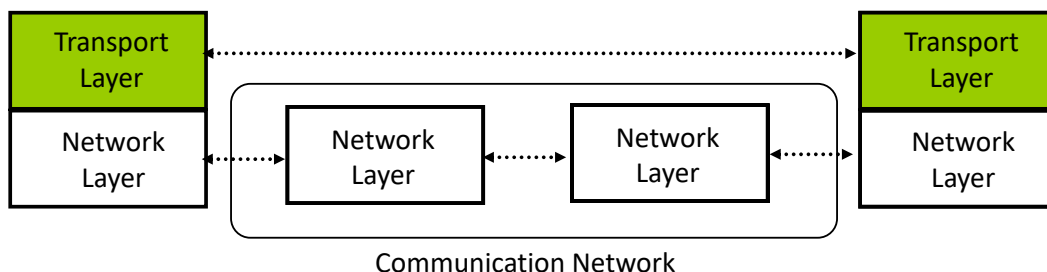 Transport
Layer
Transport
Layer
Network
Layer
Network
Layer
Network
Layer
Network
Layer
Communication Network